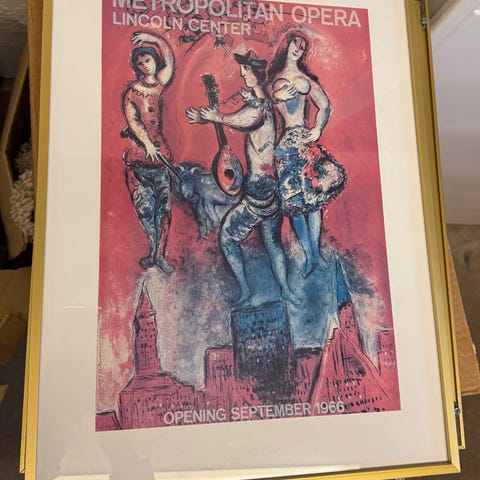 METROPOLITAN OPERA
LINCOLN CENTER
OPENING SEPTEMBER 1966